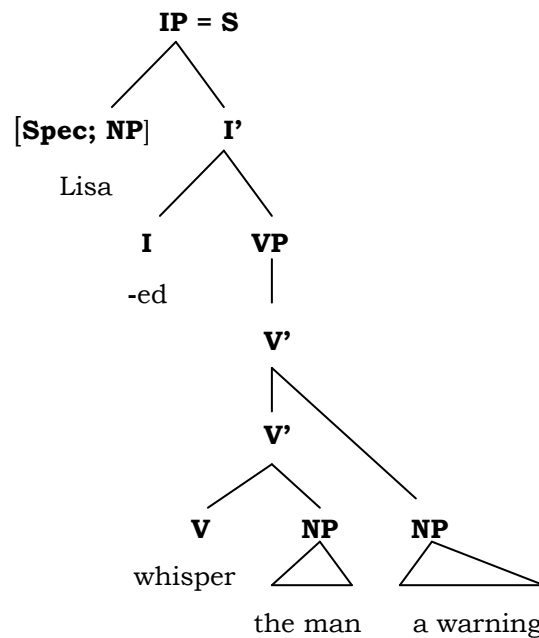 IP = S
[Spec; NP] I’
Lisa
I VP
-ed
V’
V’
V NP NP
whisper
the man a warning